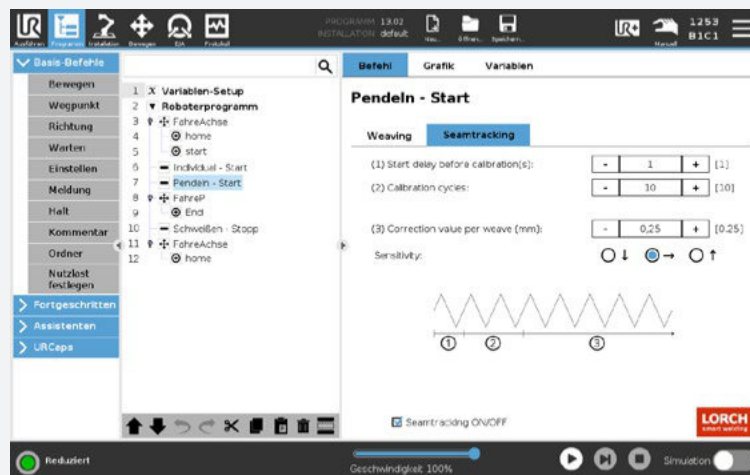 UR
UR+
PROGRAMM 13.02
INSTALLATION default
1253
B1C1
Ausführen Programm Installation Bewegen E/A Protokoll
Neu... Öffnen... Speichern...
Manuell
Basis-Befehle
Bewegen
Wegpunkt
Richtung
Warten
Einstellen
Meldung
Halt
Kommentar
Ordner
Nutzlast
festlegen
Fortgeschritten
Assistenten
URCaps
1 X Variablen-Setup
2 Roboterprogramm
3 FahreAchse
4 home
5 start
6 Individual - Start
7 Pendeln - Start
8 FahreP
9 End
10 Schweißen - Stopp
11 FahreAchse
12 home
Befehl Grafik Variablen
Pendeln - Start
Weaving Seamtracking
(1) Start delay before calibration(s): - 1 + [1]
(2) Calibration cycles: - 10 + [10]
(3) Correction value per weave (mm): - 0,25 + [0.25]
Sensitivity: ↓ → ↑
1 2 3
Seamtracking ON/OFF
LORCH
smart welding
Reduziert
Geschwindigkeit 100%
Simulation